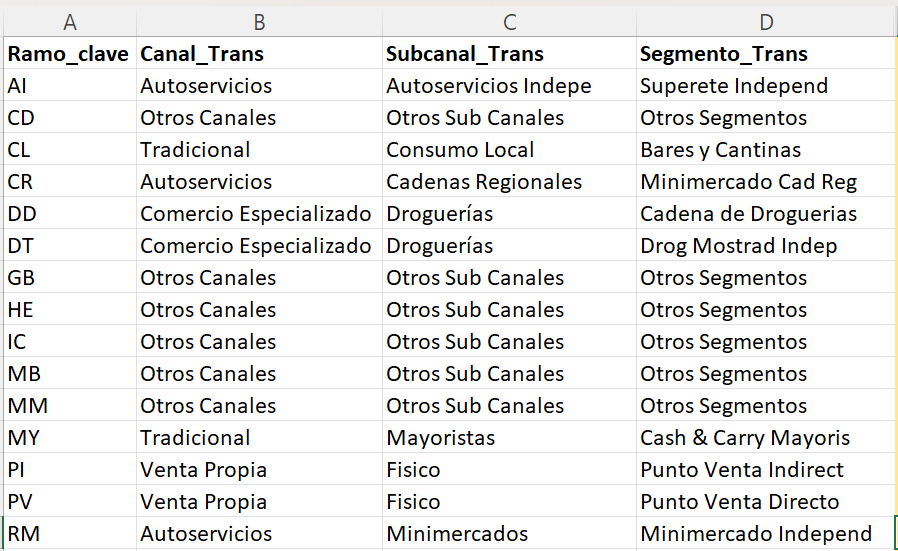 A B C D
Ramo_clave Canal_Trans Subcanal_Trans Segmento_Trans
AI Autoservicios Autoservicios Indepe Superete Independ
CD Otros Canales Otros Sub Canales Otros Segmentos
CL Tradicional Consumo Local Bares y Cantinas
CR Autoservicios Cadenas Regionales Minimercado Cad Reg
DD Comercio Especializado Droguerías Cadena de Droguerias
DT Comercio Especializado Droguerías Drog Mostrad Indep
GB Otros Canales Otros Sub Canales Otros Segmentos
HE Otros Canales Otros Sub Canales Otros Segmentos
IC Otros Canales Otros Sub Canales Otros Segmentos
MB Otros Canales Otros Sub Canales Otros Segmentos
MM Otros Canales Otros Sub Canales Otros Segmentos
MY Tradicional Mayoristas Cash & Carry Mayoris
PI Venta Propia Fisico Punto Venta Indirect
PV Venta Propia Fisico Punto Venta Directo
RM Autoservicios Minimercados Minimercado Independ